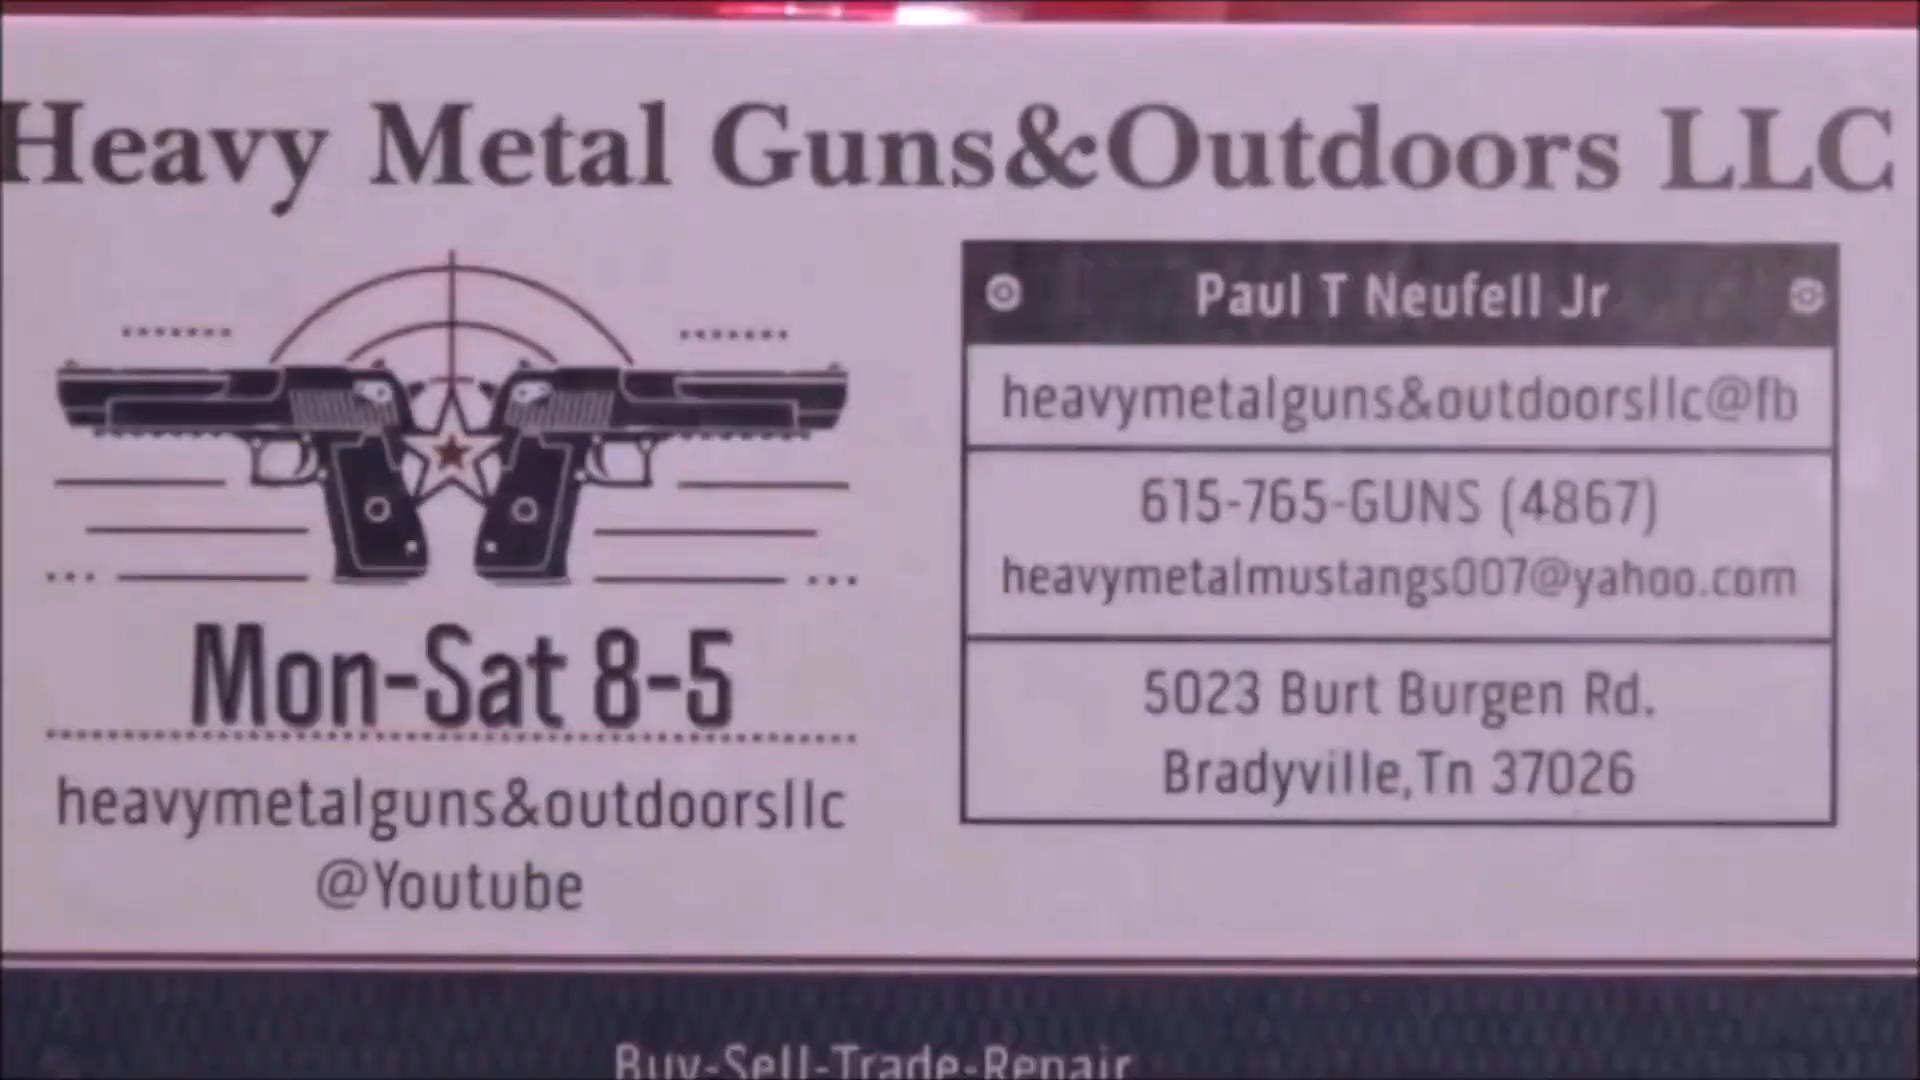 Heavy Metal Guns&Outdoors LLC
Mon-Sat 8-5
heavymetalguns&outdoorsllc
@Youtube
Paul T Neufell Jr
heavymetalguns&outdoorsllc@fb
615-765-GUNS (4867)
heavymetalmustangs007@yahoo.com
5023 Burt Burgen Rd.
Bradyville,Tn 37026
Buy-Sell-Trade-Repair